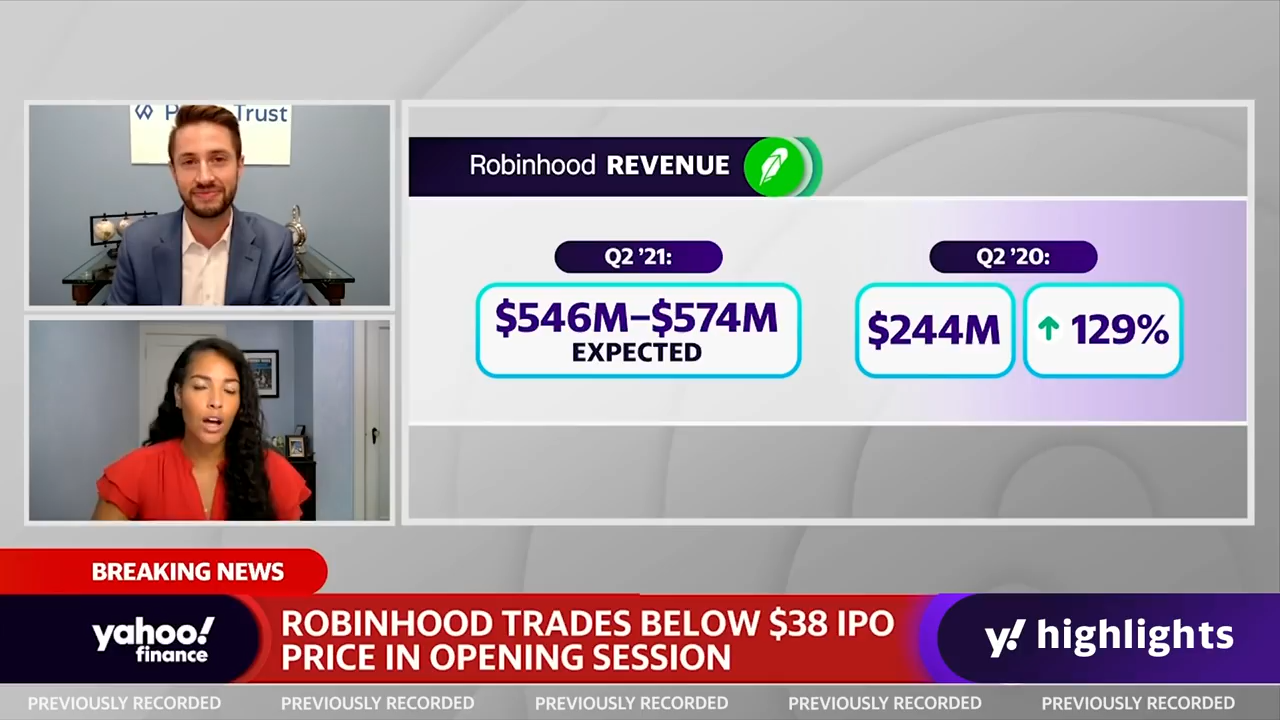 Trust
Robinhood REVENUE
Q2 ’21:
$546M–$574M
EXPECTED
Q2 ’20:
$244M
129%
BREAKING NEWS
yahoo!
finance
ROBINHOOD TRADES BELOW $38 IPO
PRICE IN OPENING SESSION
y! highlights
PREVIOUSLY RECORDED PREVIOUSLY RECORDED PREVIOUSLY RECORDED PREVIOUSLY RECORDED PREVIOUSLY RECORDED